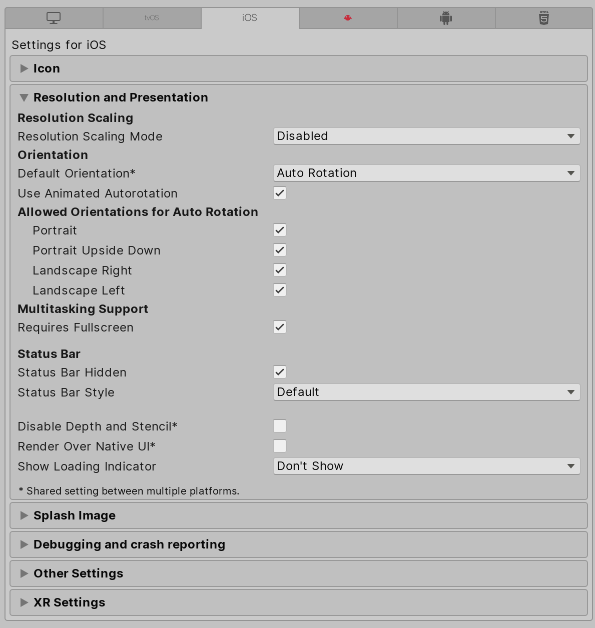 tvOS iOS
Settings for iOS
Icon
Resolution and Presentation
Resolution Scaling
Resolution Scaling Mode Disabled
Orientation
Default Orientation* Auto Rotation
Use Animated Autorotation
Allowed Orientations for Auto Rotation
Portrait
Portrait Upside Down
Landscape Right
Landscape Left
Multitasking Support
Requires Fullscreen
Status Bar
Status Bar Hidden
Status Bar Style Default
Disable Depth and Stencil*
Render Over Native UI*
Show Loading Indicator Don't Show
* Shared setting between multiple platforms.
Splash Image
Debugging and crash reporting
Other Settings
XR Settings